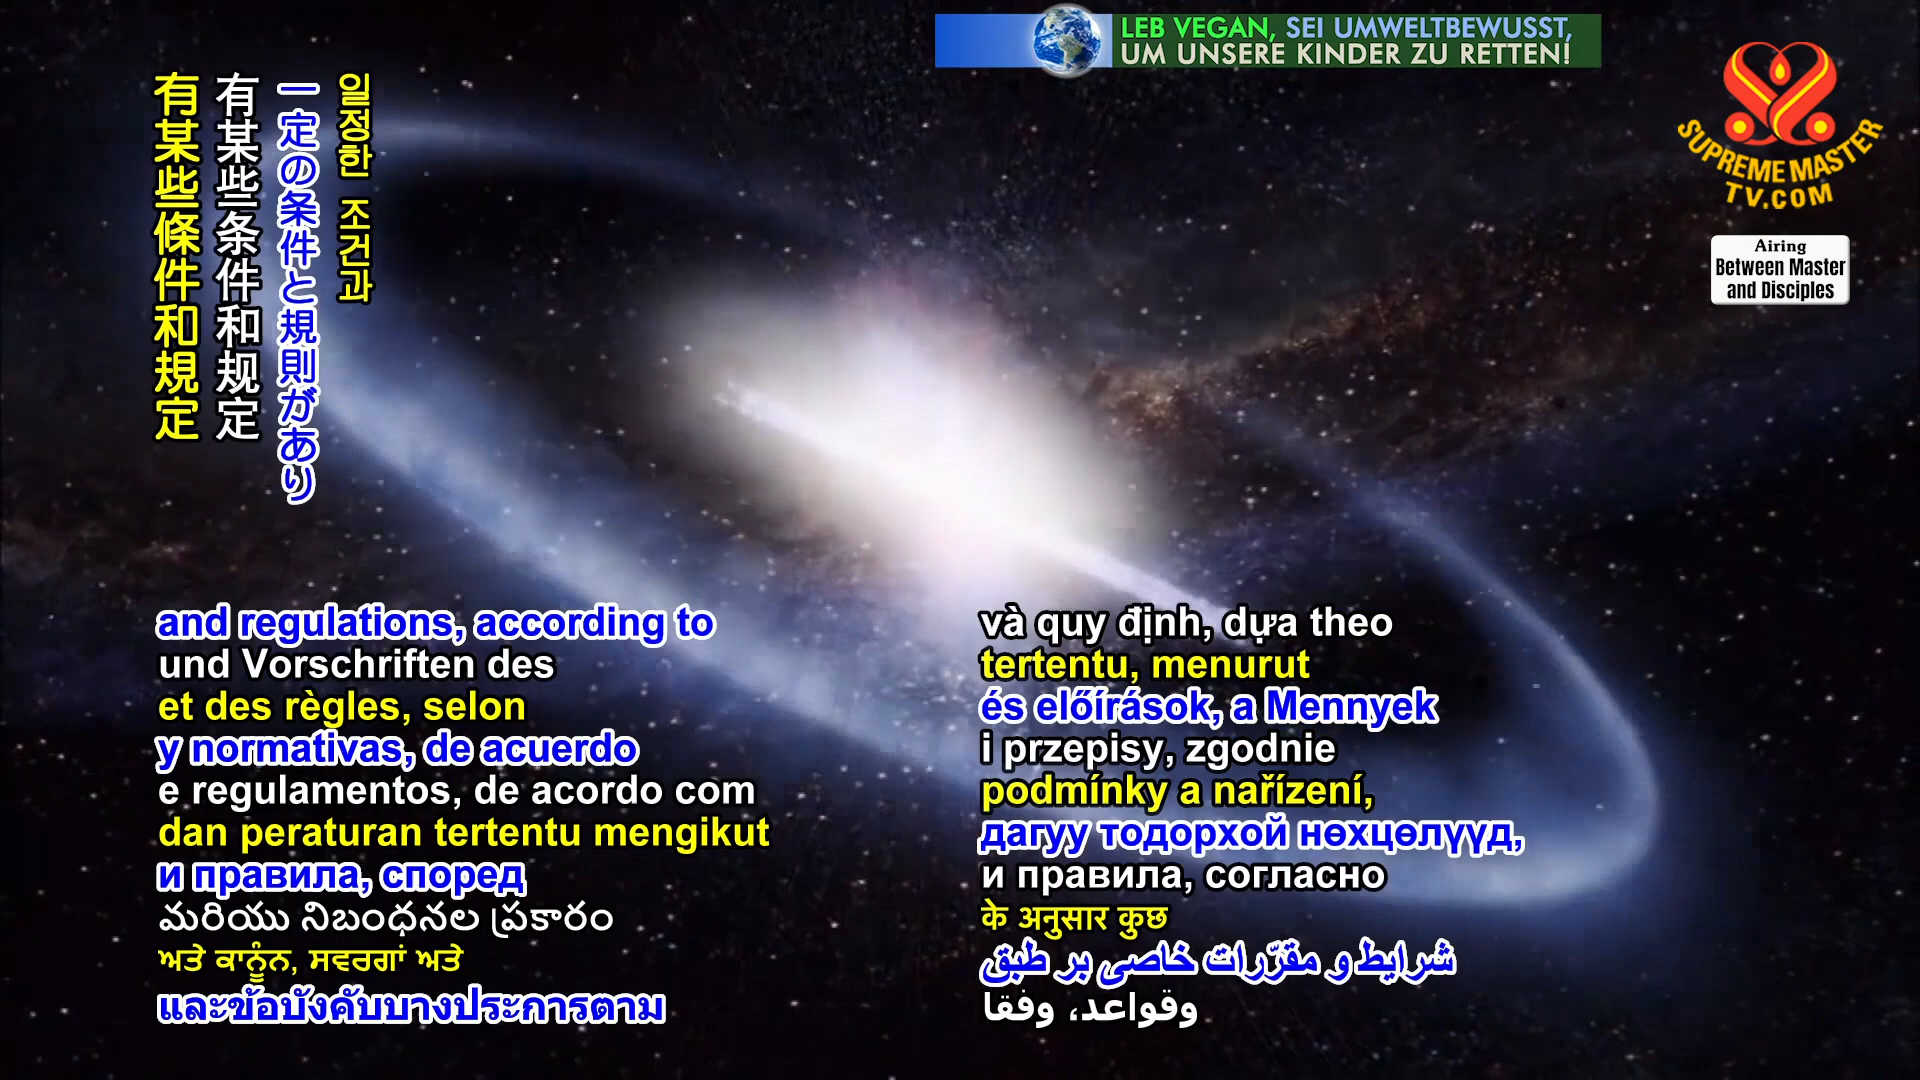 LEB VEGAN, SEI UMWELTBEWUSST,
UM UNSERE KINDER ZU RETTEN!
SUPREME MASTER
TV.COM
Airing
Between Master
and Disciples
일정한 조건과
一定の条件と規則があり
有某些条件和规定
有某些條件和規定
and regulations, according to
und Vorschriften des
et des règles, selon
y normativas, de acuerdo
e regulamentos, de acordo com
dan peraturan tertentu mengikut
и правила, според
మరియు నిబంధనల ప్రకారం
ਅਤੇ ਕਾਨੂੰਨ, ਸਵਰਗਾਂ ਅਤੇ
และข้อบังคับบางประการตาม
và quy định, dựa theo
tertentu, menurut
és előírások, a Mennyek
i przepisy, zgodnie
podmínky a nařízení,
дагуу тодорхой нөхцөлүүд,
и правила, согласно
के अनुसार कुछ
شرایط و مقرّرات خاصی بر طبق
وقواعد، وفقا